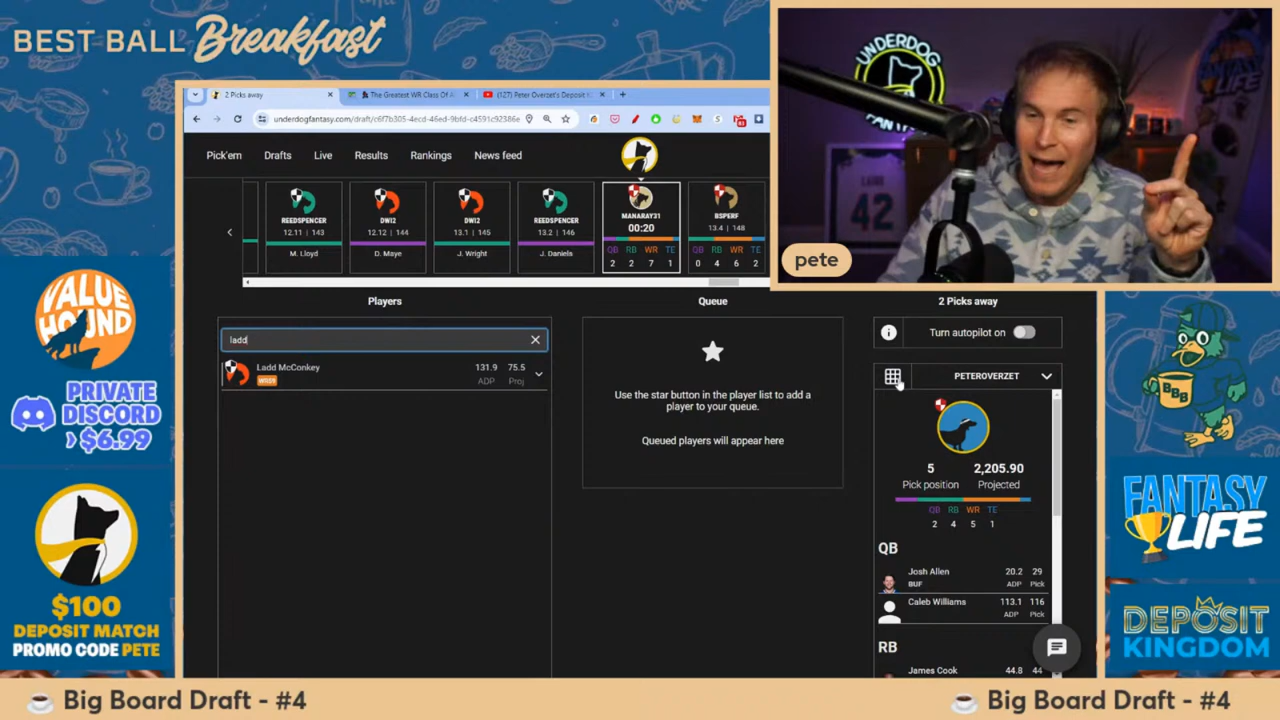 BEST BALL Breakfast
UNDERDOG
FANTASY
LAIRD
42
pete
2 Picks away
The Greatest WR Class Of A
(127) Peter Overzet's Deposit
underdogfantasy.com/draft/c6f7b305-4ecd-46ed-9bfd-c4591c92386e
Pick'em
Drafts
Live
Results
Rankings
News feed
REEDSPENCER
12.11 | 143
M. Lloyd
DWI2
12.12 | 144
D. Maye
DWI2
13.1 | 145
J. Wright
REEDSPENCER
13.2 | 146
J. Daniels
MANARAY31
00:20
QB RB WR TE
2 2 7 1
BSPERF
13.4 | 148
QB RB WR TE
0 4 6 2
Players
ladd
Ladd McConkey
WR59
131.9
ADP
75.5
Proj
Queue
Use the star button in the player list to add a
player to your queue.
Queued players will appear here
2 Picks away
Turn autopilot on
PETEROVERZET
5
Pick position
2,205.90
Projected
QB RB WR TE
2 4 5 1
QB
Josh Allen
BUF
20.2 29
ADP Pick
Caleb Williams
113.1 116
ADP Pick
RB
James Cook
44.8 44
VALUE
HOUND
PRIVATE
DISCORD
> $6.99
$100
DEPOSIT MATCH
PROMO CODE PETE
BBB
FANTASY
LIFE
DEPOSIT
KINGDOM
Big Board Draft - #4
Big Board Draft - #4